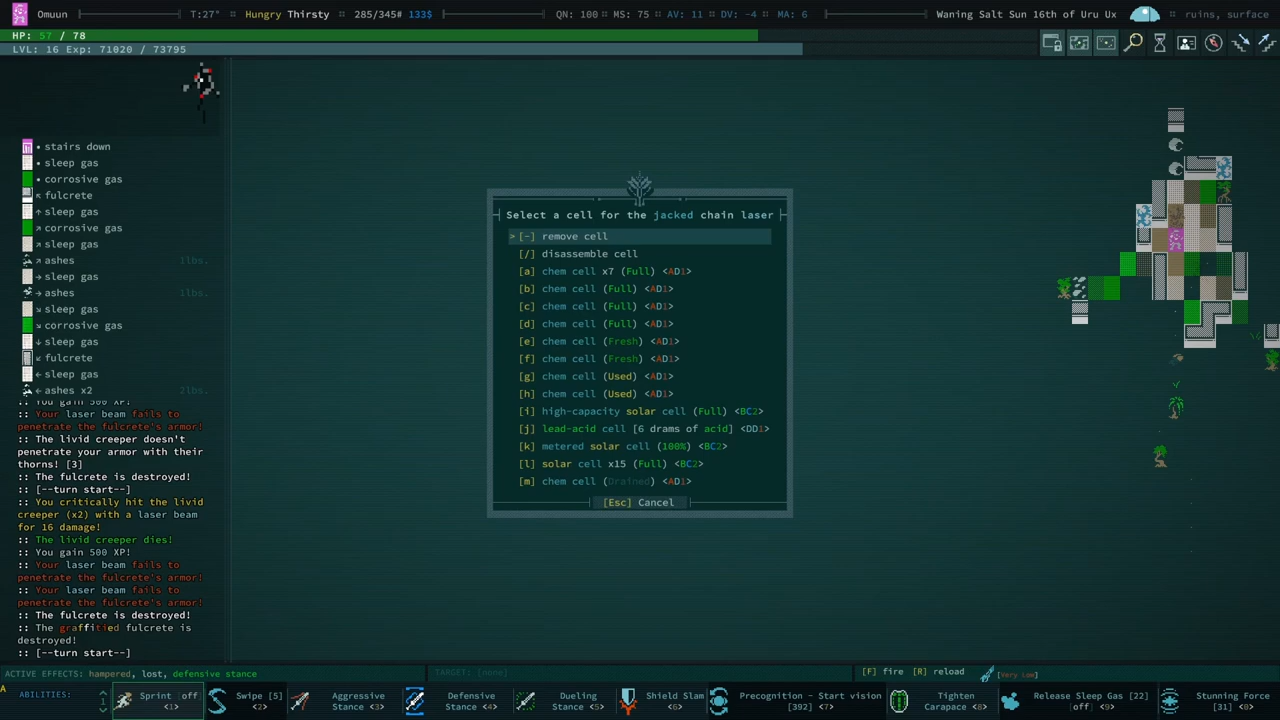 Omuun T:27° Hungry Thirsty 285/345# 133$ QN: 100 MS: 75 AV: 11 DV: -4 MA: 6 Waning Salt Sun 16th of Uru Ux ruins, surface
HP: 57 / 78
LVL: 16 Exp: 71020 / 73795
stairs down
sleep gas
corrosive gas
fulcrete
sleep gas
corrosive gas
sleep gas
ashes 1lbs.
sleep gas
ashes 1lbs.
sleep gas
corrosive gas
sleep gas
fulcrete
sleep gas
ashes x2 2lbs.
:: You gain 500 XP!
:: Your laser beam fails to
penetrate the fulcrete's armor!
:: The livid creeper doesn't
penetrate your armor with their
thorns! [3]
:: The fulcrete is destroyed!
:: [--turn start--]
:: You critically hit the livid
creeper (x2) with a laser beam
for 16 damage!
:: The livid creeper dies!
:: You gain 500 XP!
:: Your laser beam fails to
penetrate the fulcrete's armor!
:: Your laser beam fails to
penetrate the fulcrete's armor!
:: The fulcrete is destroyed!
:: The graffitied fulcrete is
destroyed!
:: [--turn start--]
Select a cell for the jacked chain laser
> [-] remove cell
[/] disassemble cell
[a] chem cell x7 (Full) <AD1>
[b] chem cell (Full) <AD1>
[c] chem cell (Full) <AD1>
[d] chem cell (Full) <AD1>
[e] chem cell (Fresh) <AD1>
[f] chem cell (Fresh) <AD1>
[g] chem cell (Used) <AD1>
[h] chem cell (Used) <AD1>
[i] high-capacity solar cell (Full) <BC2>
[j] lead-acid cell [6 drams of acid] <DD1>
[k] metered solar cell (100%) <BC2>
[l] solar cell x15 (Full) <BC2>
[m] chem cell (Drained) <AD1>
[Esc] Cancel
ACTIVE EFFECTS: hampered, lost, defensive stance TARGET: [none] [F] fire [R] reload [Very Low]
A
ABILITIES: 1 Sprint [off] <1> Swipe [5] <2> Aggressive Stance <3> Defensive Stance <4> Dueling Stance <5> Shield Slam <6> Precognition - Start vision [392] <7> Tighten Carapace <8> Release Sleep Gas [22] [off] <9> Stunning Force [31] <0>